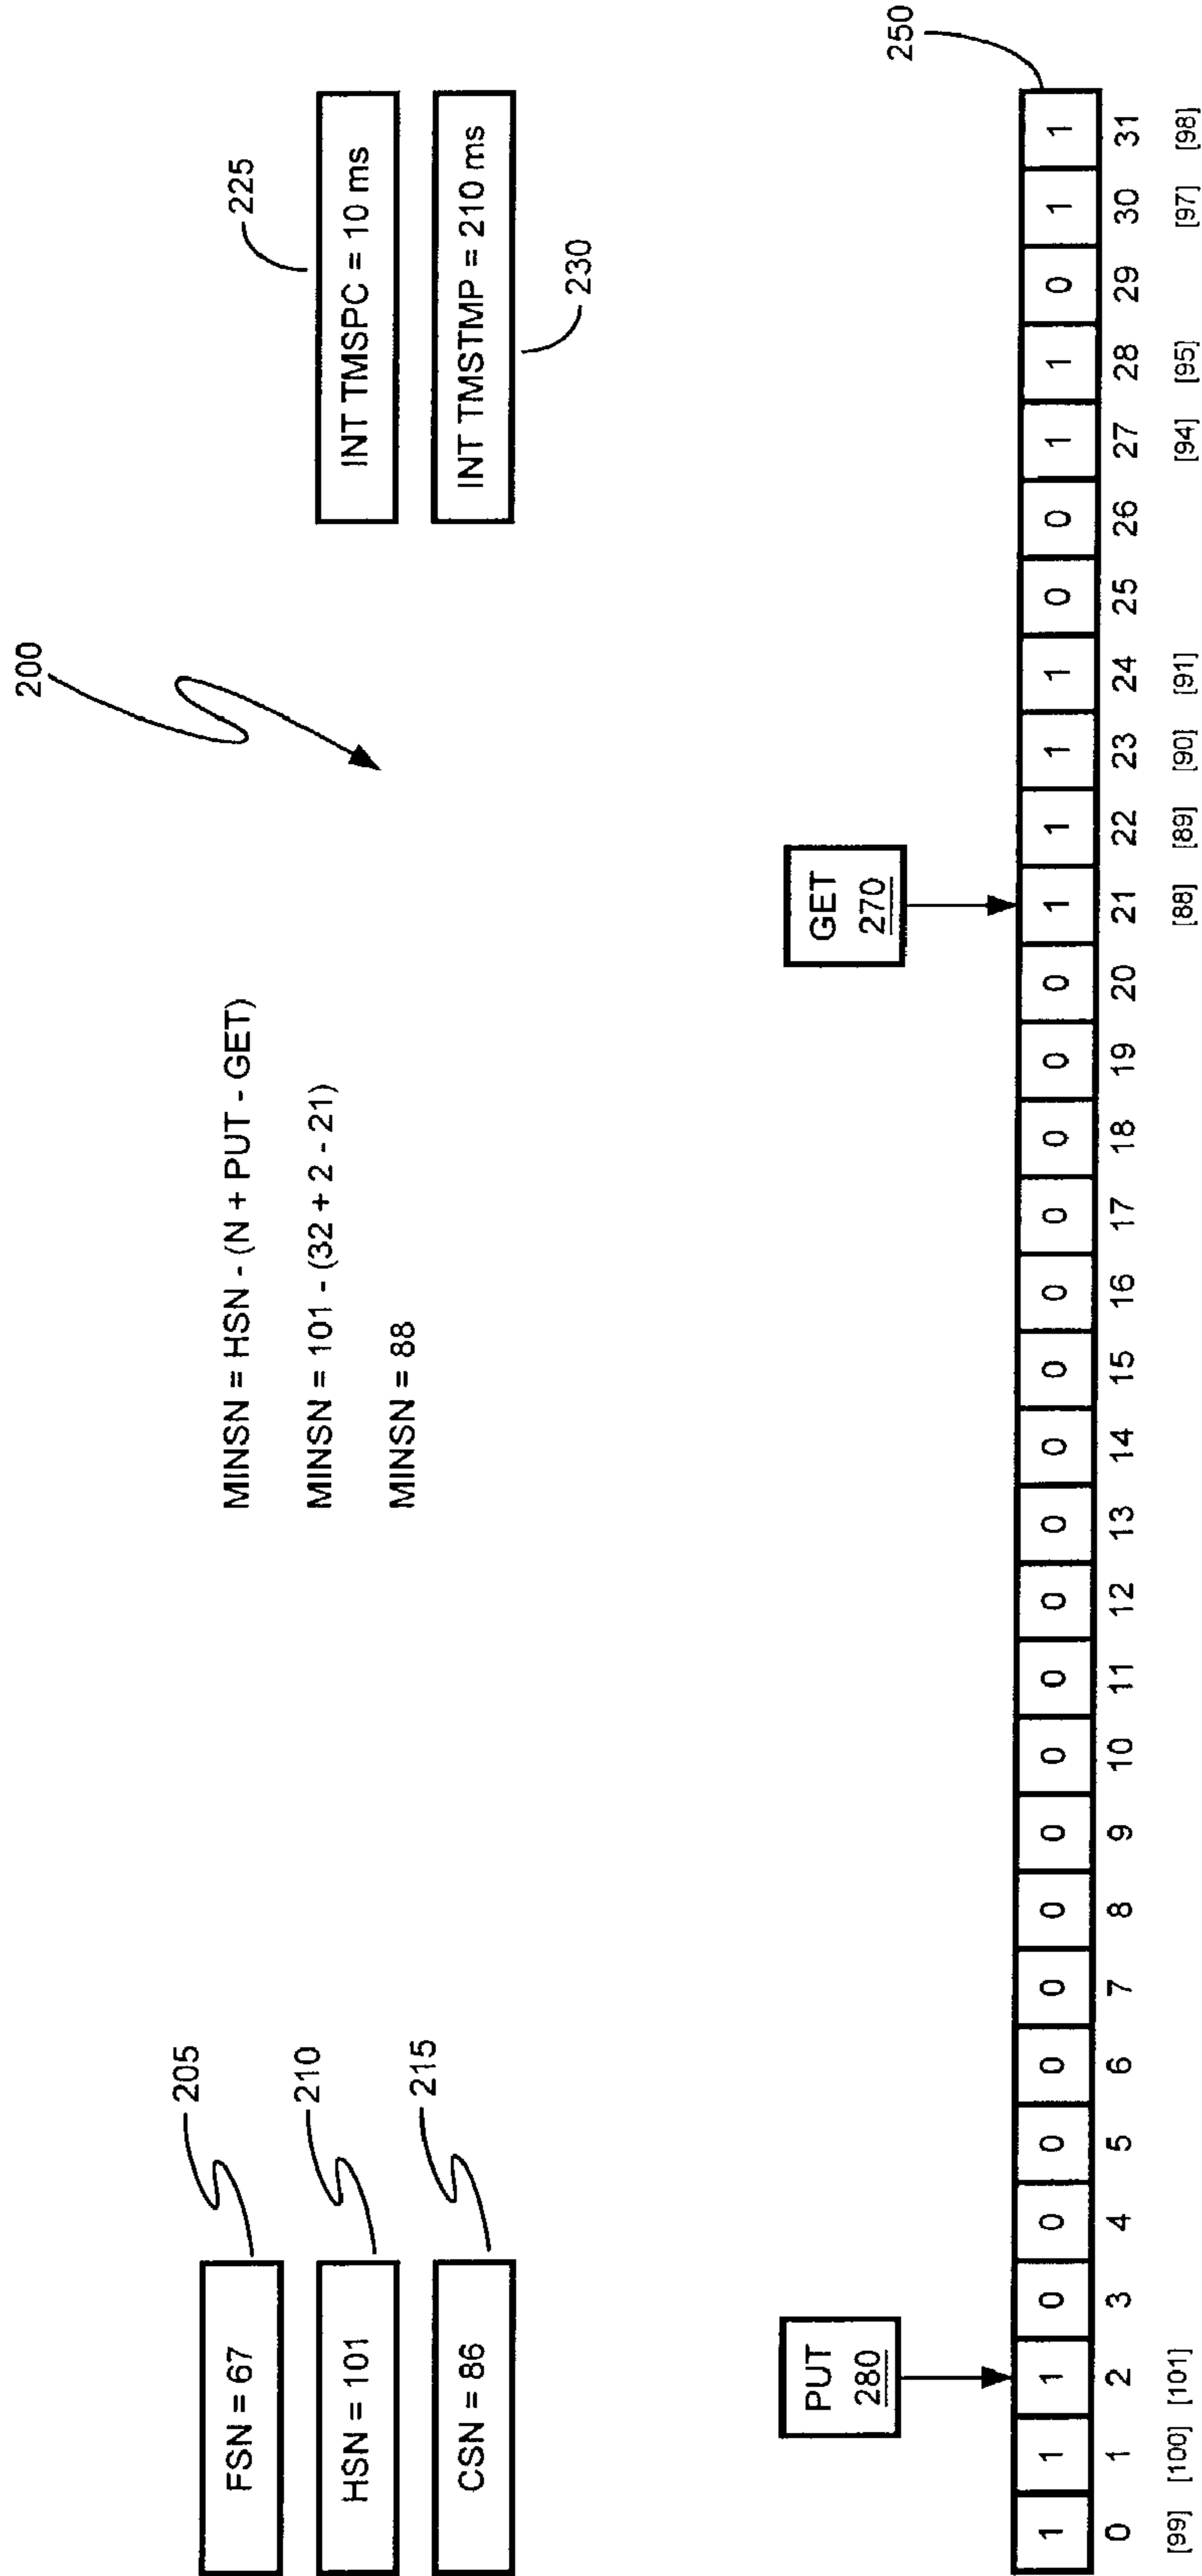 200
FSN = 67
205
HSN = 101
210
CSN = 86
215
MINSN = HSN - (N + PUT - GET)
MINSN = 101 - (32 + 2 - 21)
MINSN = 88
225
INT TMSPC = 10 ms
INT TMSTMP = 210 ms
230
PUT
280
GET
270
250
1 1 1 0 0 0 0 0 0 0 0 0 0 0 0 0 0 0 0 0 0 1 1 1 1 0 0 1 1 0 1 1
0 1 2 3 4 5 6 7 8 9 10 11 12 13 14 15 16 17 18 19 20 21 22 23 24 25 26 27 28 29 30 31
[99] [100] [101] [88] [89] [90] [91] [94] [95] [97] [98]